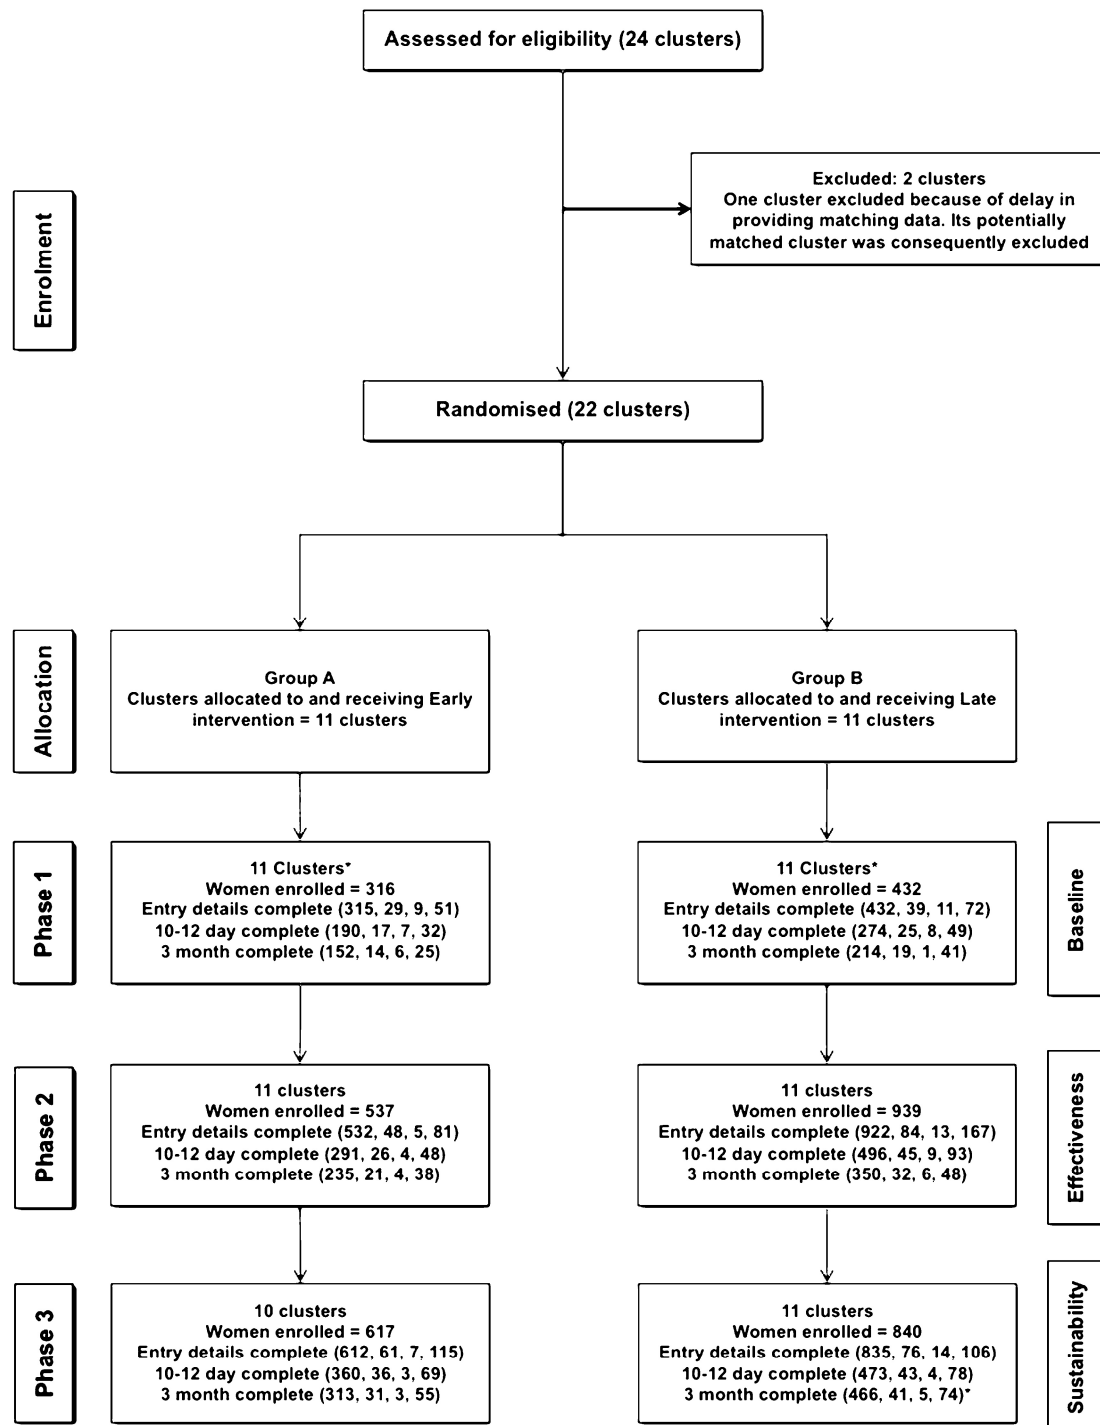 Assessed for eligibility (24 clusters)
Excluded: 2 clusters
One cluster excluded because of delay in
providing matching data. Its potentially
matched cluster was consequently excluded
Enrolment
Randomised (22 clusters)
Allocation
Group A
Clusters allocated to and receiving Early
intervention = 11 clusters
Group B
Clusters allocated to and receiving Late
intervention = 11 clusters
Phase 1
11 Clusters*
Women enrolled = 316
Entry details complete (315, 29, 9, 51)
10-12 day complete (190, 17, 7, 32)
3 month complete (152, 14, 6, 25)
11 Clusters*
Women enrolled = 432
Entry details complete (432, 39, 11, 72)
10-12 day complete (274, 25, 8, 49)
3 month complete (214, 19, 1, 41)
Baseline
Phase 2
11 clusters
Women enrolled = 537
Entry details complete (532, 48, 5, 81)
10-12 day complete (291, 26, 4, 48)
3 month complete (235, 21, 4, 38)
11 clusters
Women enrolled = 939
Entry details complete (922, 84, 13, 167)
10-12 day complete (496, 45, 9, 93)
3 month complete (350, 32, 6, 48)
Effectiveness
Phase 3
10 clusters
Women enrolled = 617
Entry details complete (612, 61, 7, 115)
10-12 day complete (360, 36, 3, 69)
3 month complete (313, 31, 3, 55)
11 clusters
Women enrolled = 840
Entry details complete (835, 76, 14, 106)
10-12 day complete (473, 43, 4, 78)
3 month complete (466, 41, 5, 74)*
Sustainability